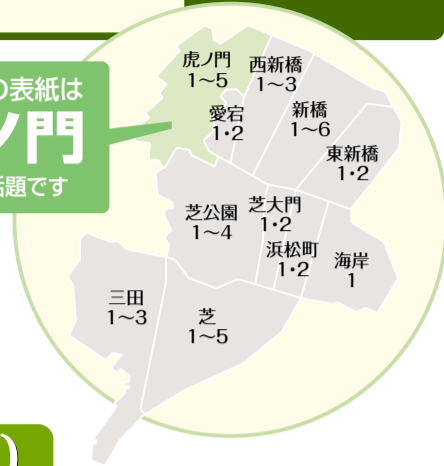 の表紙は
ノ門
話題です
虎ノ門
1〜5
西新橋
1〜3
愛宕
1・2
新橋
1〜6
東新橋
1・2
芝公園
1〜4
芝大門
1・2
浜松町
1・2
海岸
1
三田
1〜3
芝
1〜5
)